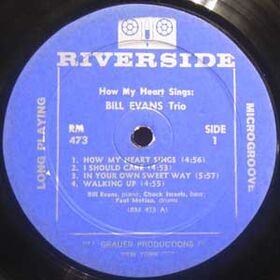 RIVERSIDE
How My Heart Sings:
BILL EVANS Trio
RM
473
SIDE
1
LONG PLAYING
MICROGROOVE
1. HOW MY HEART SINGS (4:56)
2. I SHOULD CARE (4:53)
3. IN YOUR OWN SWEET WAY (5:57)
4. WALKING UP (4:55)
Bill Evans, piano; Chuck Israels, bass;
Paul Motian, drums
(RM 473 A)
GRAUER PRODUCTIONS
NEW YORK